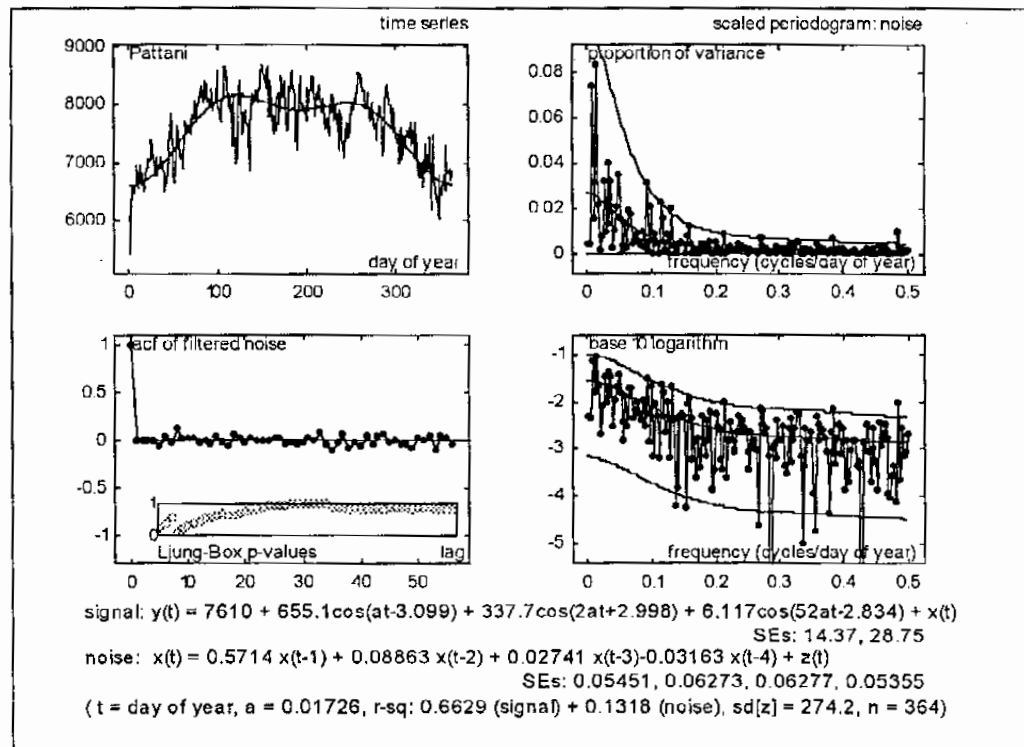 time series
scaled periodogram: noise
9000
8000
7000
6000
Pattani
day of year
0 100 200 300
0.08
0.06
0.04
0.02
0
proportion of variance
frequency (cycles/day of year)
0 0.1 0.2 0.3 0.4 0.5
1
0.5
0
-0.5
-1
acf of filtered noise
1
0
Ljung-Box p-values
lag
0 10 20 30 40 50
-1
-2
-3
-4
-5
base 10 logarithm
frequency (cycles/day of year)
0 0.1 0.2 0.3 0.4 0.5
signal: y(t) = 7610 + 655.1cos(at-3.099) + 337.7cos(2at+2.998) + 6.117cos(52at-2.834) + x(t)
SEs: 14.37, 28.75
noise: x(t) = 0.5714 x(t-1) + 0.08863 x(t-2) + 0.02741 x(t-3)-0.03163 x(t-4) + z(t)
SEs: 0.05451, 0.06273, 0.06277, 0.05355
( t = day of year, a = 0.01726, r-sq: 0.6629 (signal) + 0.1318 (noise), sd[z] = 274.2, n = 364)